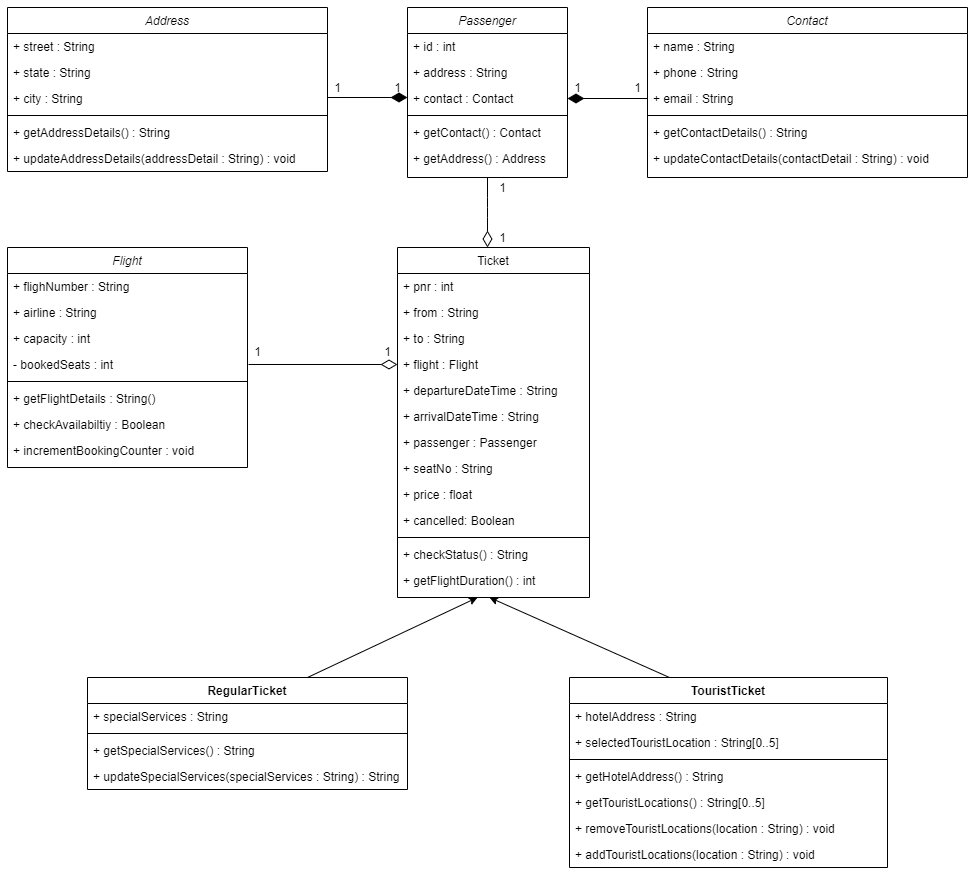 Address
+ street : String
+ state : String
+ city : String
+ getAddressDetails() : String
+ updateAddressDetails(addressDetail : String) : void
1
1
Passenger
+ id : int
+ address : String
+ contact : Contact
+ getContact() : Contact
+ getAddress() : Address
1
1
Contact
+ name : String
+ phone : String
+ email : String
+ getContactDetails() : String
+ updateContactDetails(contactDetail : String) : void
1
1
Flight
+ flighNumber : String
+ airline : String
+ capacity : int
- bookedSeats : int
+ getFlightDetails : String()
+ checkAvailabiltiy : Boolean
+ incrementBookingCounter : void
1
1
Ticket
+ pnr : int
+ from : String
+ to : String
+ flight : Flight
+ departureDateTime : String
+ arrivalDateTime : String
+ passenger : Passenger
+ seatNo : String
+ price : float
+ cancelled: Boolean
+ checkStatus() : String
+ getFlightDuration() : int
RegularTicket
+ specialServices : String
+ getSpecialServices() : String
+ updateSpecialServices(specialServices : String) : String
TouristTicket
+ hotelAddress : String
+ selectedTouristLocation : String[0..5]
+ getHotelAddress() : String
+ getTouristLocations() : String[0..5]
+ removeTouristLocations(location : String) : void
+ addTouristLocations(location : String) : void